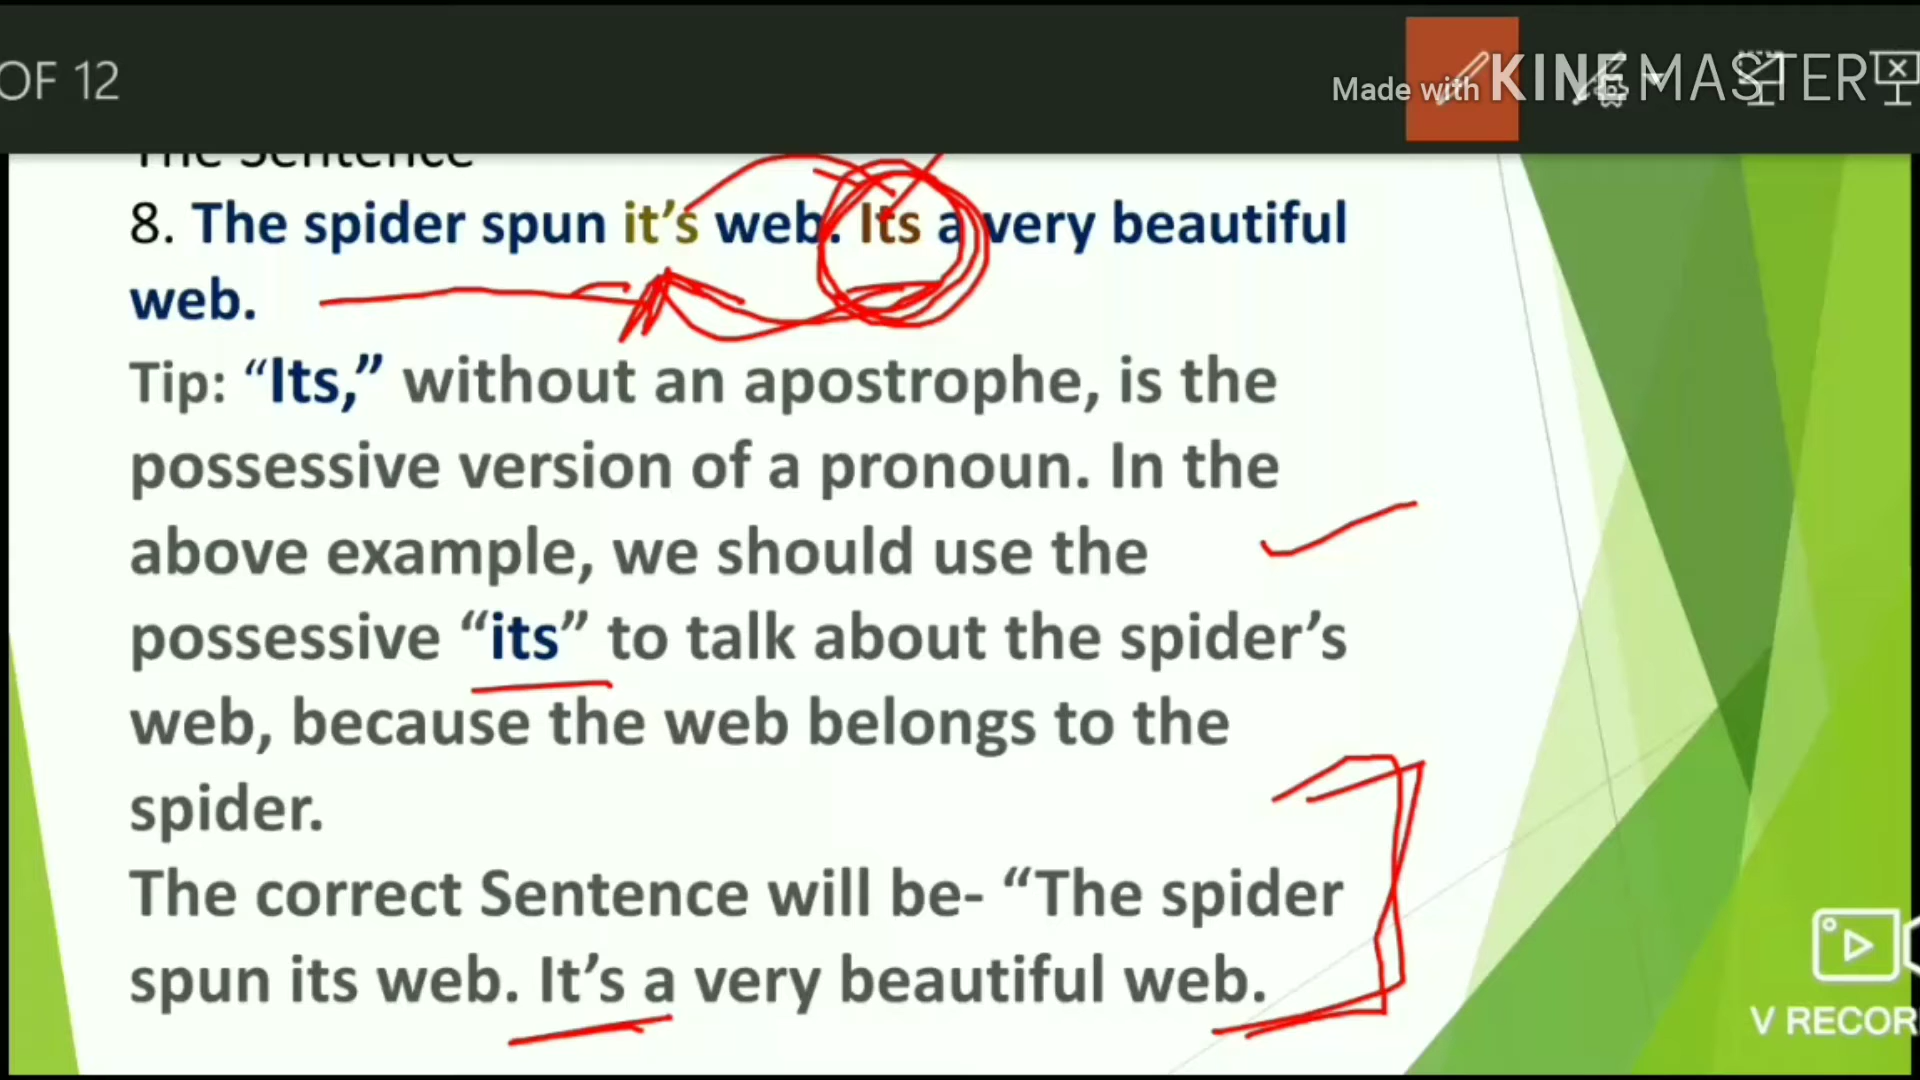 OF 12
Made with KINEMASTER
The Sentence
8. The spider spun it’s web. Its a very beautiful
web.
Tip: “Its,” without an apostrophe, is the
possessive version of a pronoun. In the
above example, we should use the
possessive “its” to talk about the spider’s
web, because the web belongs to the
spider.
The correct Sentence will be- “The spider
spun its web. It’s a very beautiful web.
V RECOR